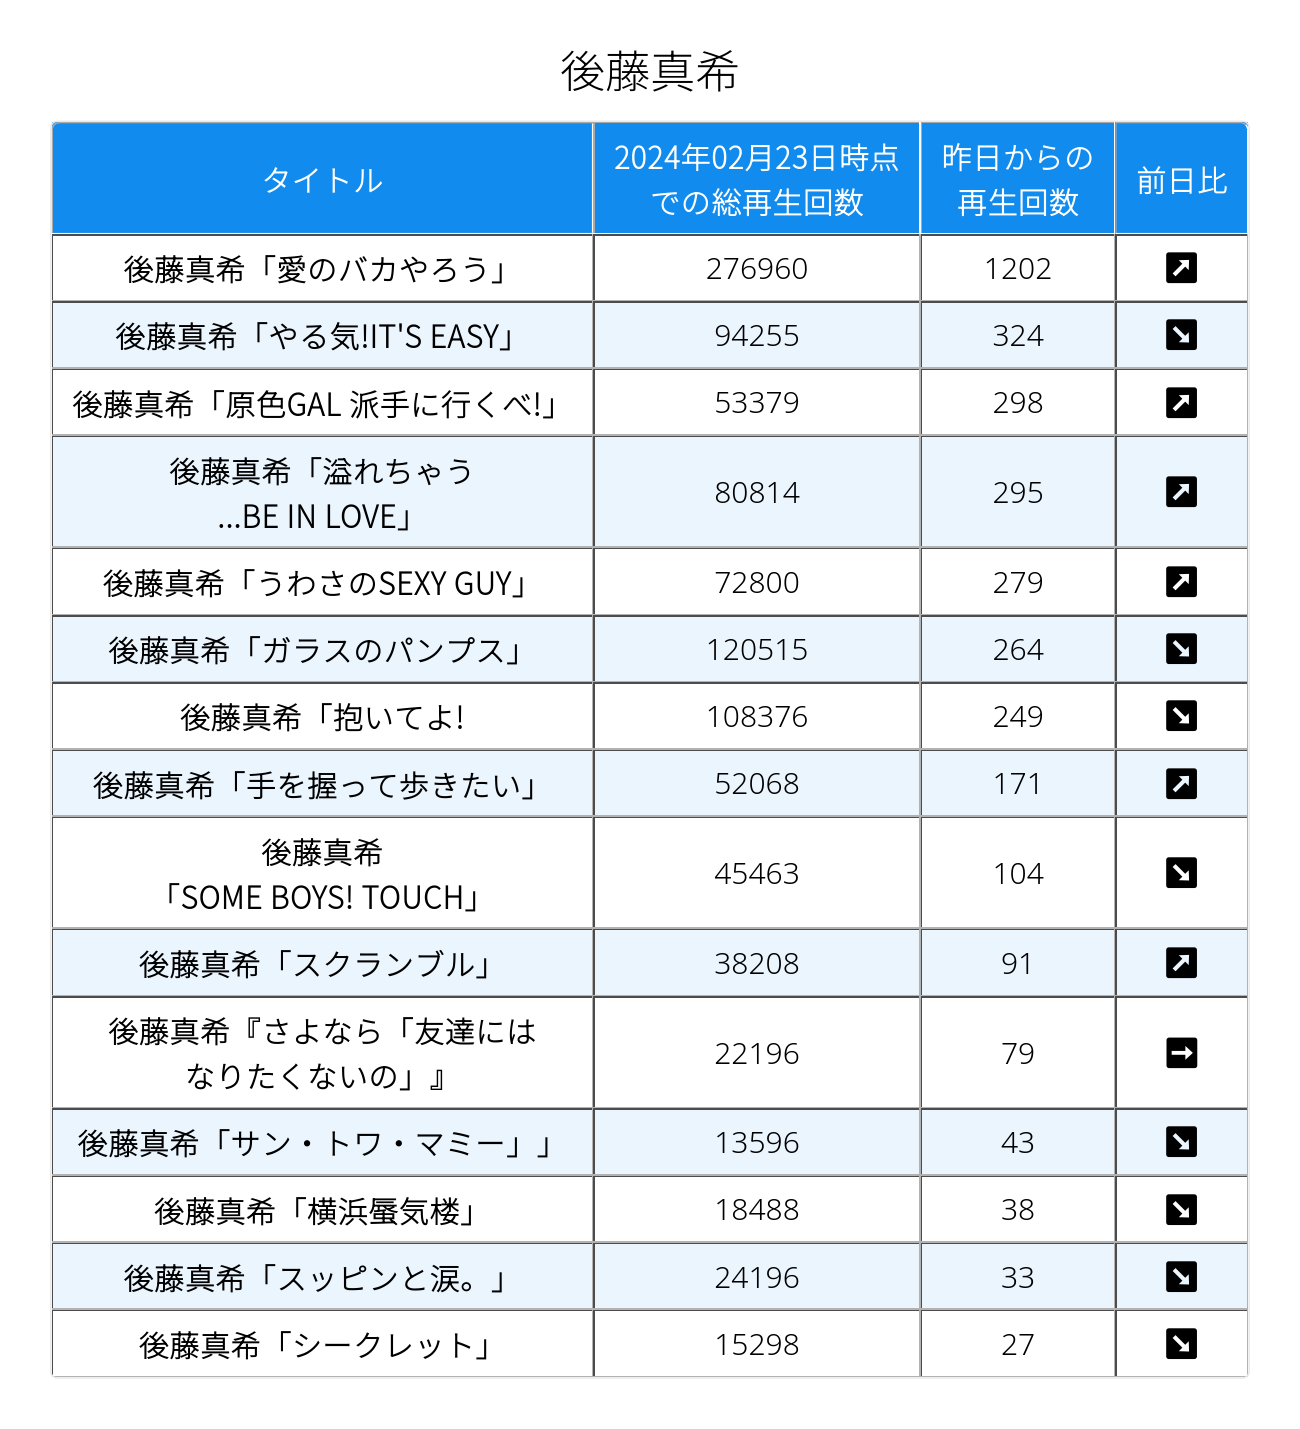 後藤真希
タイトル
2024年02月23日時点
での総再生回数
昨日からの
再生回数
前日比
後藤真希「愛のバカやろう」 276960 1202 ↗
後藤真希「やる気!IT'S EASY」 94255 324 ↘
後藤真希「原色GAL 派手に行くべ!」 53379 298 ↗
後藤真希「溢れちゃう
...BE IN LOVE」 80814 295 ↗
後藤真希「うわさのSEXY GUY」 72800 279 ↗
後藤真希「ガラスのパンプス」 120515 264 ↘
後藤真希「抱いてよ! 108376 249 ↘
後藤真希「手を握って歩きたい」 52068 171 ↗
後藤真希
「SOME BOYS! TOUCH」 45463 104 ↘
後藤真希「スクランブル」 38208 91 ↗
後藤真希『さよなら「友達には
なりたくないの」』 22196 79 →
後藤真希「サン・トワ・マミー」」 13596 43 ↘
後藤真希「横浜蜃気楼」 18488 38 ↘
後藤真希「スッピンと涙。」 24196 33 ↘
後藤真希「シークレット」 15298 27 ↘